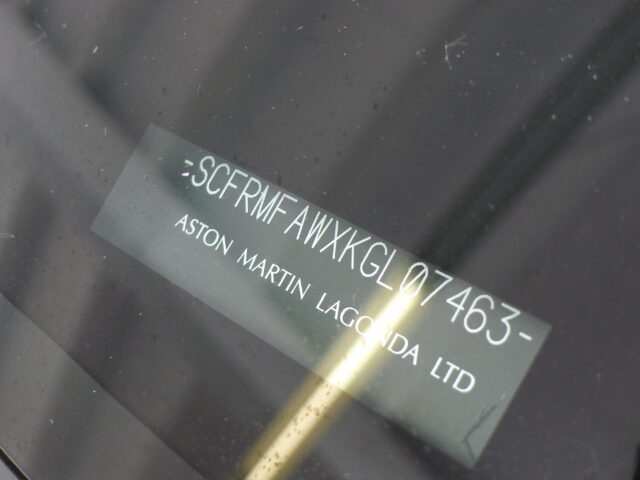 -SCFRMFAWXKGL07463-
ASTON MARTIN LAGONDA LTD